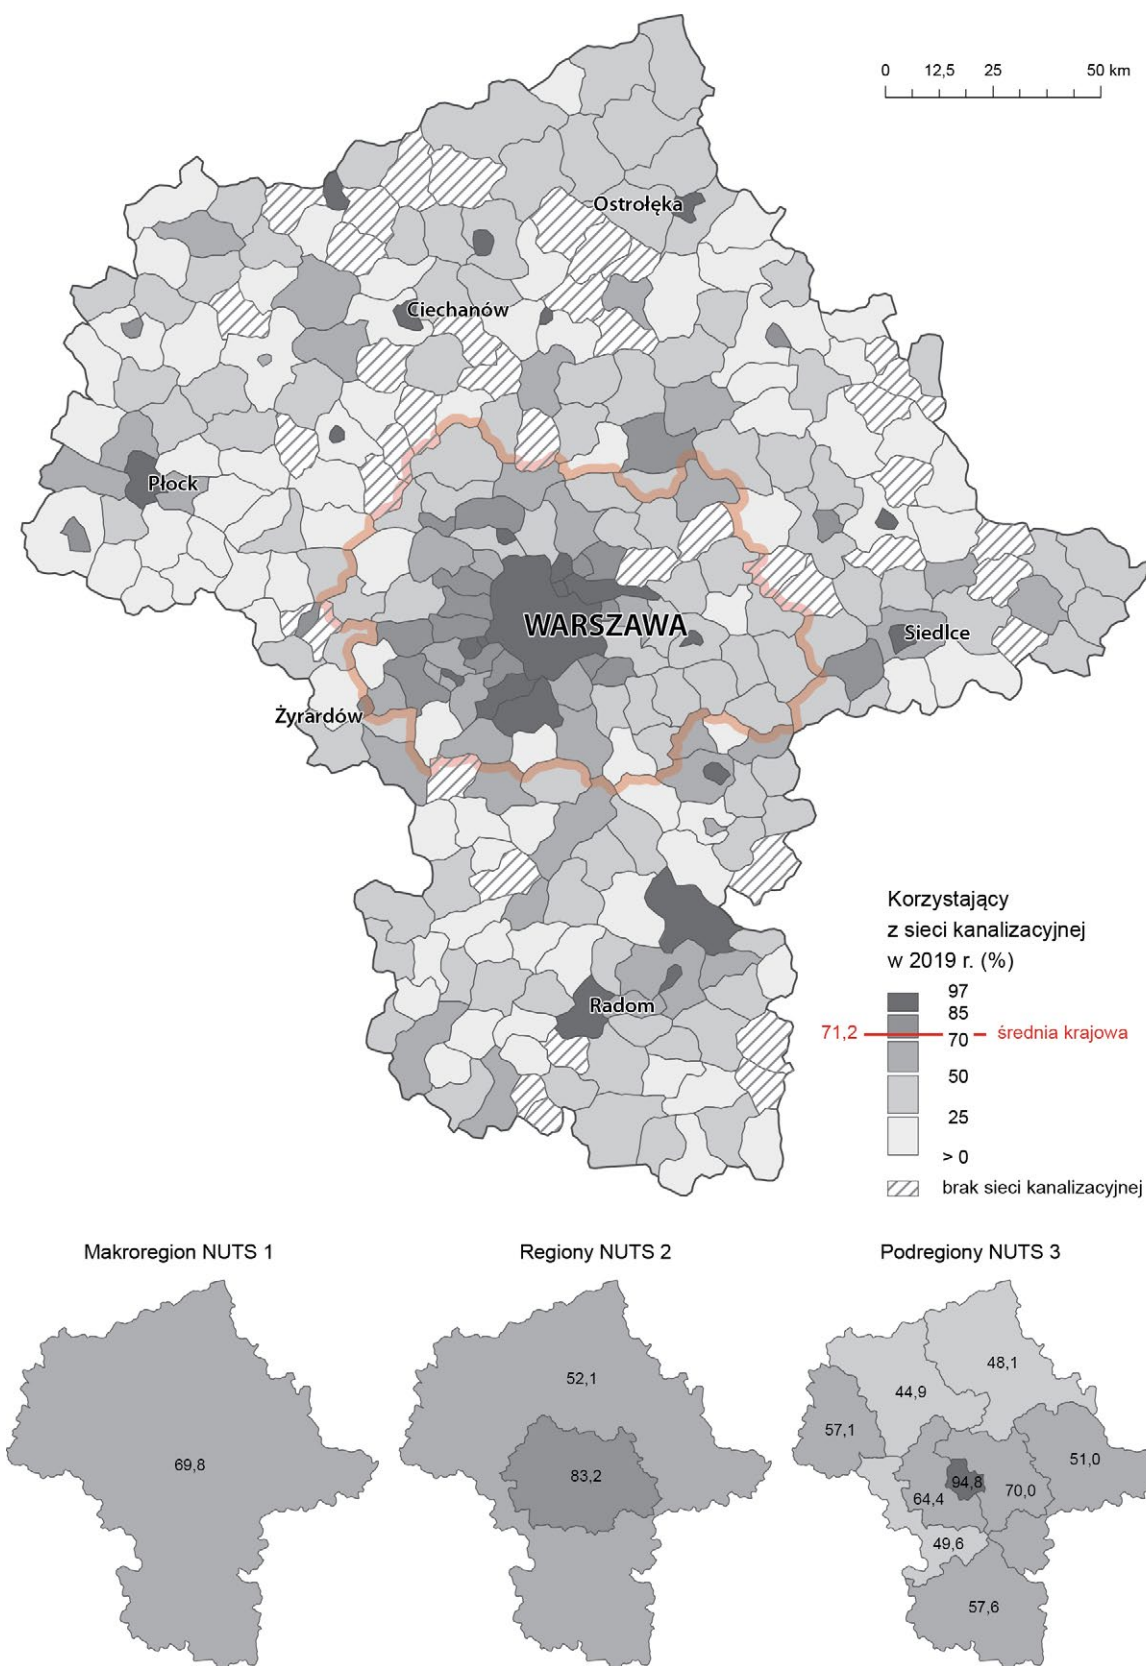 0 12,5 25 50 km
Ostrołęka
Ciechanów
Płock
WARSZAWA
Siedlce
Żyrardów
Radom
Korzystający
z sieci kanalizacyjnej
w 2019 r. (%)
97
85
71,2
70
średnia krajowa
50
25
> 0
brak sieci kanalizacyjnej
Makroregion NUTS 1
Regiony NUTS 2
Podregiony NUTS 3
69,8
52,1
83,2
48,1
44,9
57,1
51,0
94,8
64,4
70,0
49,6
57,6